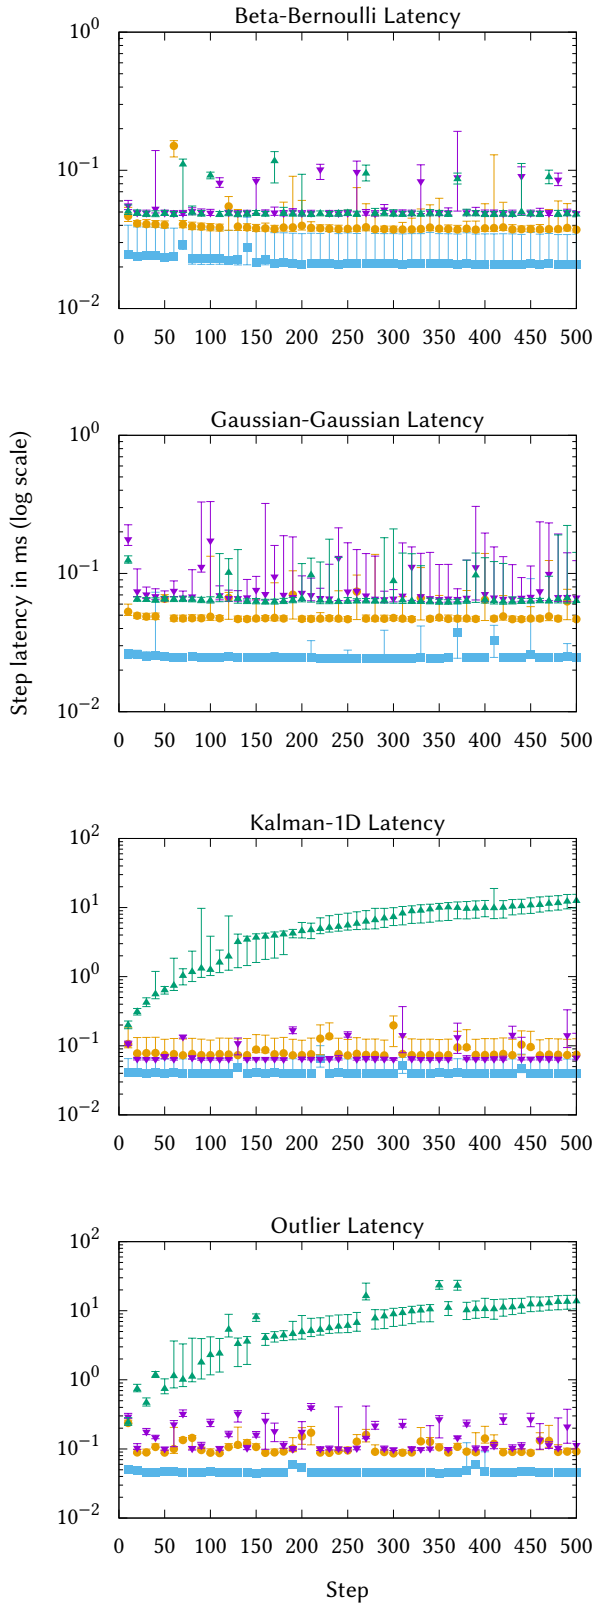 Beta-Bernoulli Latency
10^0
10^-1
10^-2
0 50 100 150 200 250 300 350 400 450 500
Gaussian-Gaussian Latency
10^0
10^-1
10^-2
0 50 100 150 200 250 300 350 400 450 500
Step latency in ms (log scale)
Kalman-1D Latency
10^2
10^1
10^0
10^-1
10^-2
0 50 100 150 200 250 300 350 400 450 500
Outlier Latency
10^2
10^1
10^0
10^-1
10^-2
0 50 100 150 200 250 300 350 400 450 500
Step